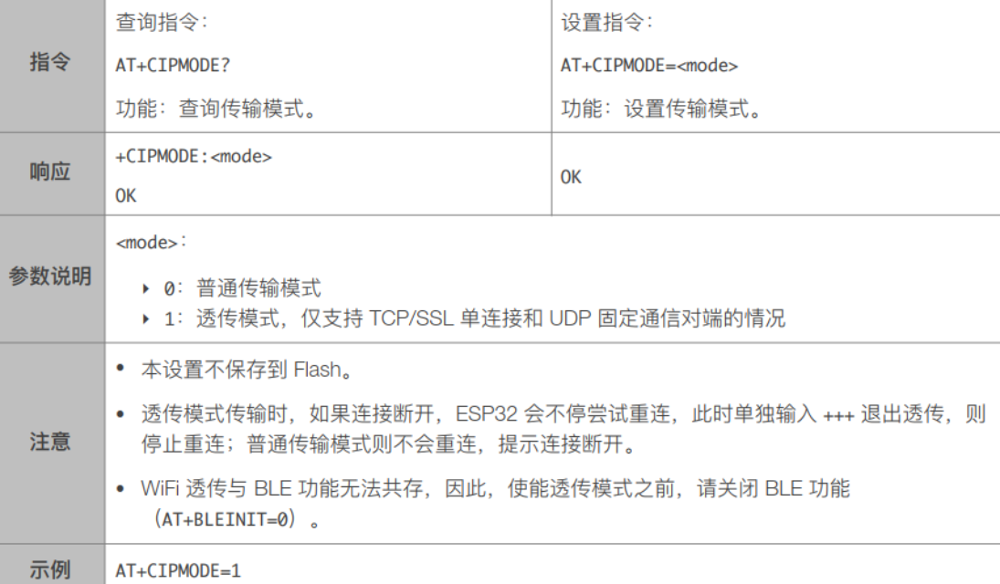 指令
查询指令:
AT+CIPMODE?
功能：查询传输模式。
设置指令:
AT+CIPMODE=<mode>
功能：设置传输模式。
响应
+CIPMODE:<mode>
OK
OK
参数说明
<mode>:
▸ 0: 普通传输模式
▸ 1: 透传模式，仅支持 TCP/SSL 单连接和 UDP 固定通信对端的情况
注意
• 本设置不保存到 Flash。
• 透传模式传输时，如果连接断开，ESP32 会不停尝试重连，此时单独输入 +++ 退出透传，则
停止重连；普通传输模式则不会重连，提示连接断开。
• WiFi 透传与 BLE 功能无法共存，因此，使能透传模式之前，请关闭 BLE 功能
（AT+BLEINIT=0）。
示例
AT+CIPMODE=1